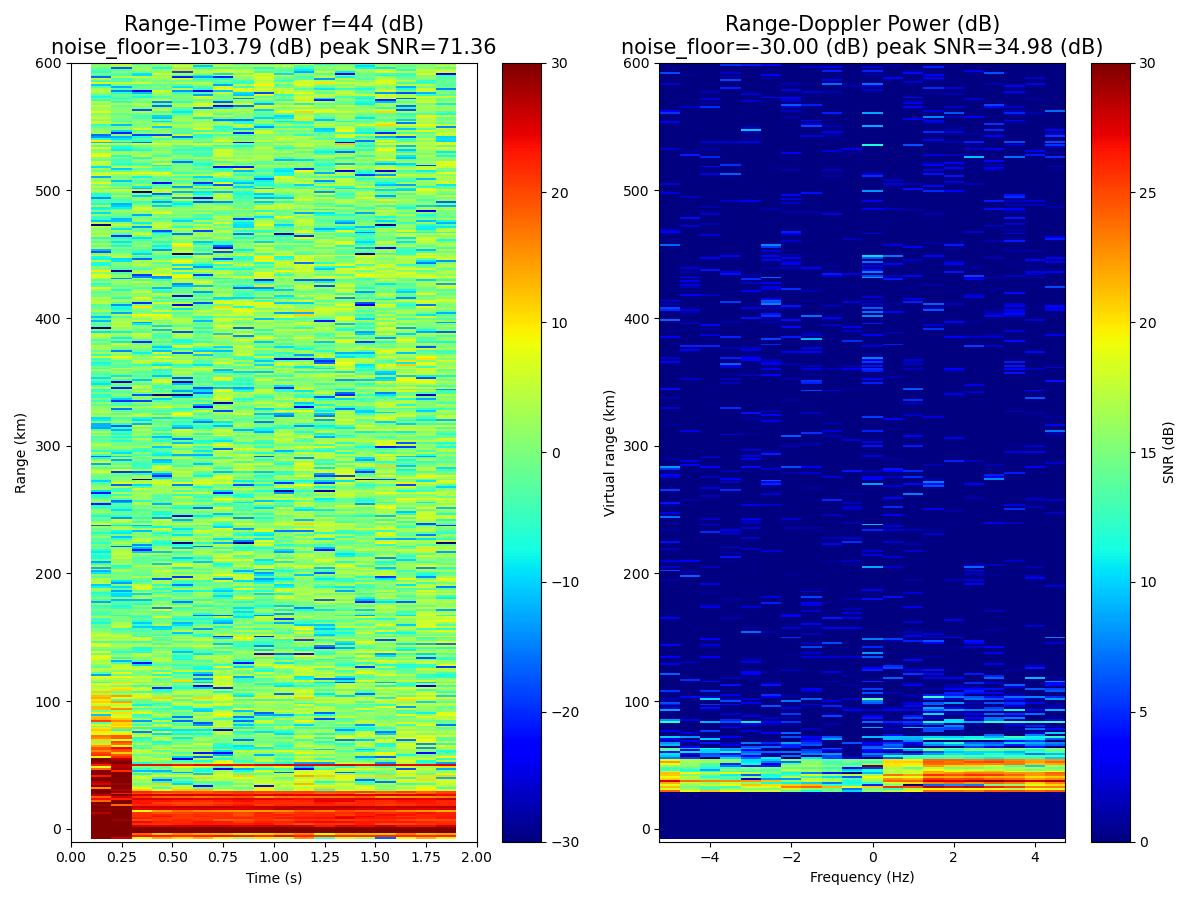 Range-Time Power f=44 (dB)
noise_floor=-103.79 (dB) peak SNR=71.36
600
500
400
300
200
100
0
Range (km)
0.00 0.25 0.50 0.75 1.00 1.25 1.50 1.75 2.00
Time (s)
30
20
10
0
−10
−20
−30
Range-Doppler Power (dB)
noise_floor=-30.00 (dB) peak SNR=34.98 (dB)
600
500
400
300
200
100
0
Virtual range (km)
−4 −2 0 2 4
Frequency (Hz)
30
25
20
15
10
5
0
SNR (dB)